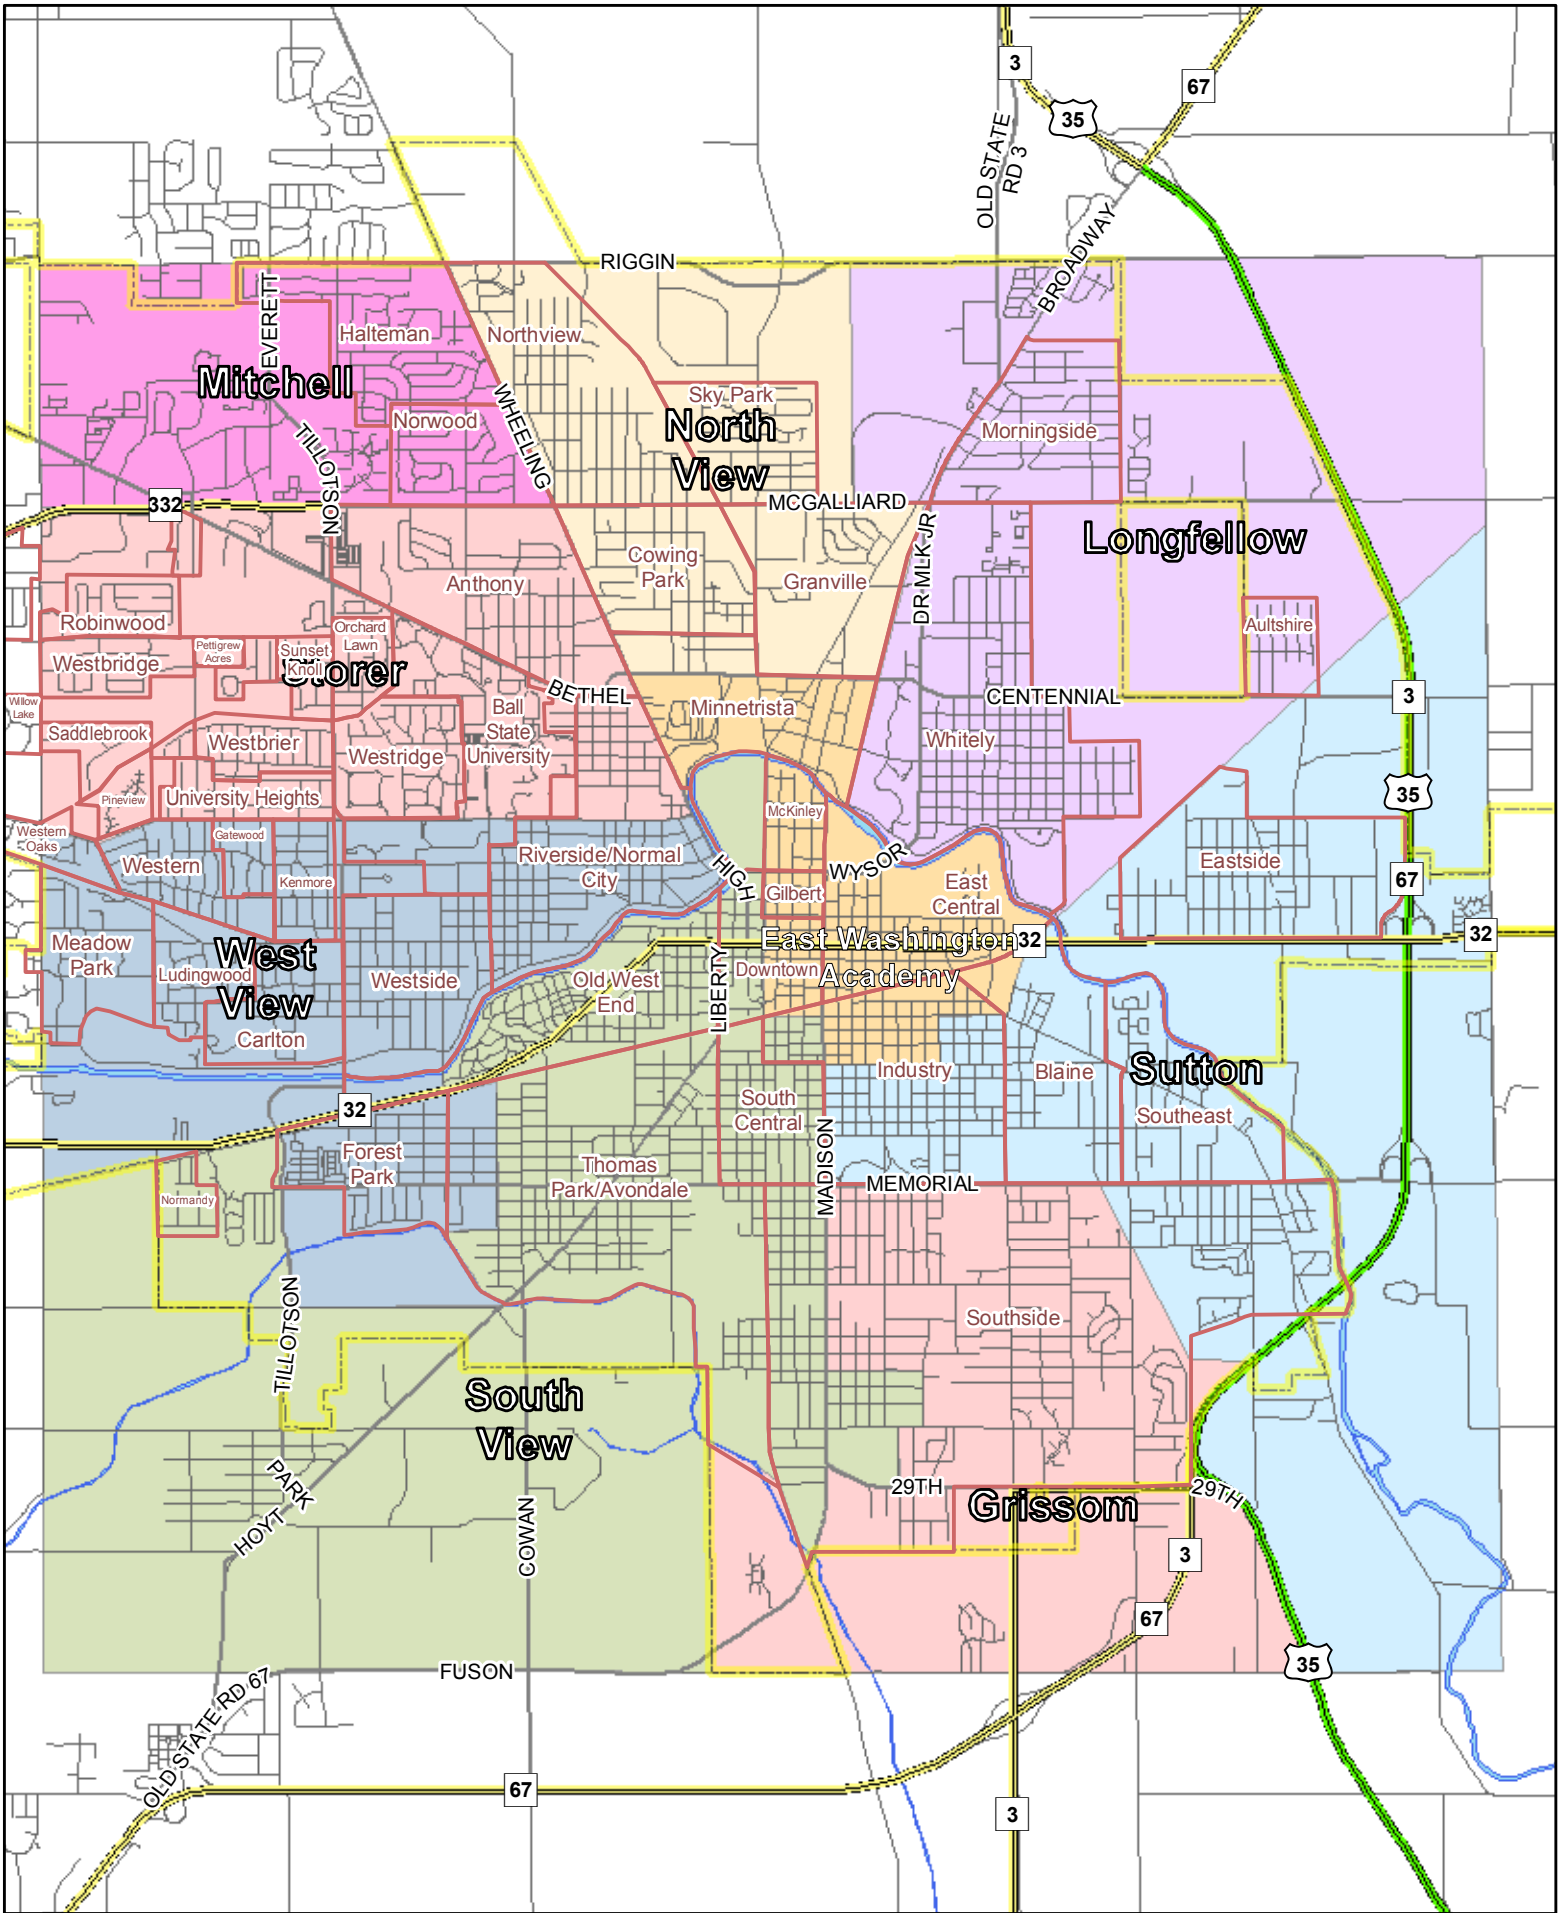 3
67
35
OLD STATE
RD 3
BROADWAY
RIGGIN
EVERETT
Halteman
Northview
Mitchell
WHEELING
Sky Park
Norwood
North
View
Morningside
TILLOTSON
332
MCGALLIARD
Longfellow
DR MLK JR
Cowing
Park
Granville
Anthony
Robinwood
Orchard
Lawn
Aultshire
Pettigrew
Acres
Sunset
Knoll
Westbridge
Storer
BETHEL
CENTENNIAL
3
Willow
Lake
Minnetrista
Ball
State
University
Saddlebrook
Westbrier
Westridge
Whitely
35
Pineview
University Heights
McKinley
Western
Oaks
Gatewood
Western
Riverside/Normal
City
HIGH
WYSOR
Eastside
Kenmore
Gilbert
East
Central
67
Meadow
Park
West
View
Ludingwood
Westside
Old West
End
LIBERTY
East Washington
Academy
32
32
Downtown
Carlton
Industry
Blaine
Sutton
32
South
Central
Southeast
Forest
Park
Thomas
Park/Avondale
MADISON
MEMORIAL
Normandy
Southside
TILLOTSON
South
View
PARK
HOYT
COWAN
29TH
Grissom
29TH
3
67
35
FUSON
OLD STATE RD 67
67
3